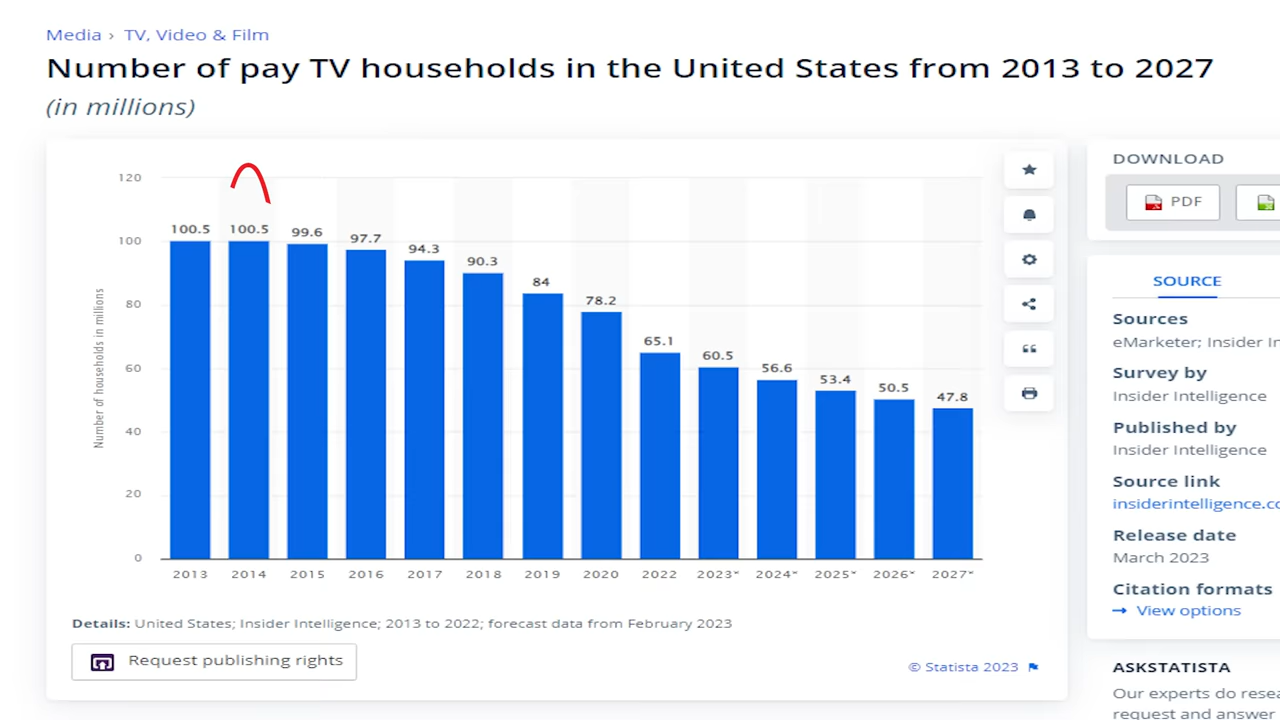 Media › TV, Video & Film
Number of pay TV households in the United States from 2013 to 2027
(in millions)
120
100
80
60
40
20
0
Number of households in millions
100.5 100.5 99.6 97.7 94.3 90.3 84 78.2 65.1 60.5 56.6 53.4 50.5 47.8
2013 2014 2015 2016 2017 2018 2019 2020 2022 2023* 2024* 2025* 2026* 2027*
Details: United States; Insider Intelligence; 2013 to 2022; forecast data from February 2023
Request publishing rights
© Statista 2023
DOWNLOAD
PDF
SOURCE
Sources
eMarketer; Insider
Survey by
Insider Intelligence
Published by
Insider Intelligence
Source link
insiderintelligence.c
Release date
March 2023
Citation formats
→ View options
ASKSTATISTA
Our experts do
request and answer